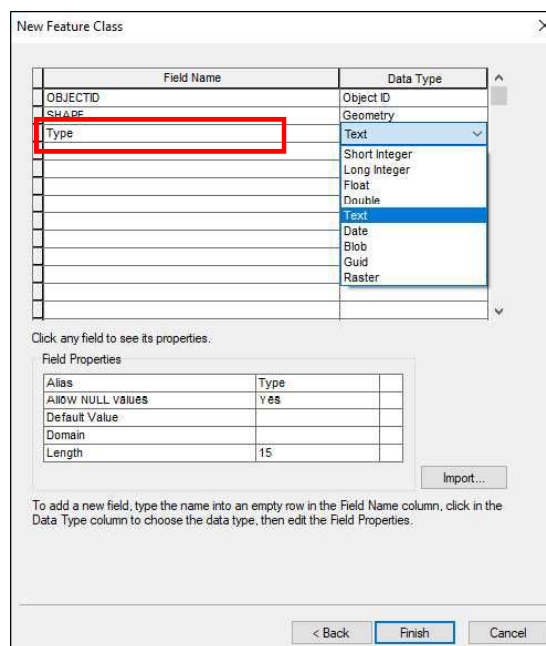 New Feature Class
Field Name Data Type
OBJECTID Object ID
SHAPE Geometry
Type Text
Short Integer
Long Integer
Float
Double
Text
Date
Blob
Guid
Raster
Click any field to see its properties.
Field Properties
Alias Type
Allow NULL values Yes
Default Value
Domain
Length 15
Import...
To add a new field, type the name into an empty row in the Field Name column, click in the
Data Type column to choose the data type, then edit the Field Properties.
< Back Finish Cancel